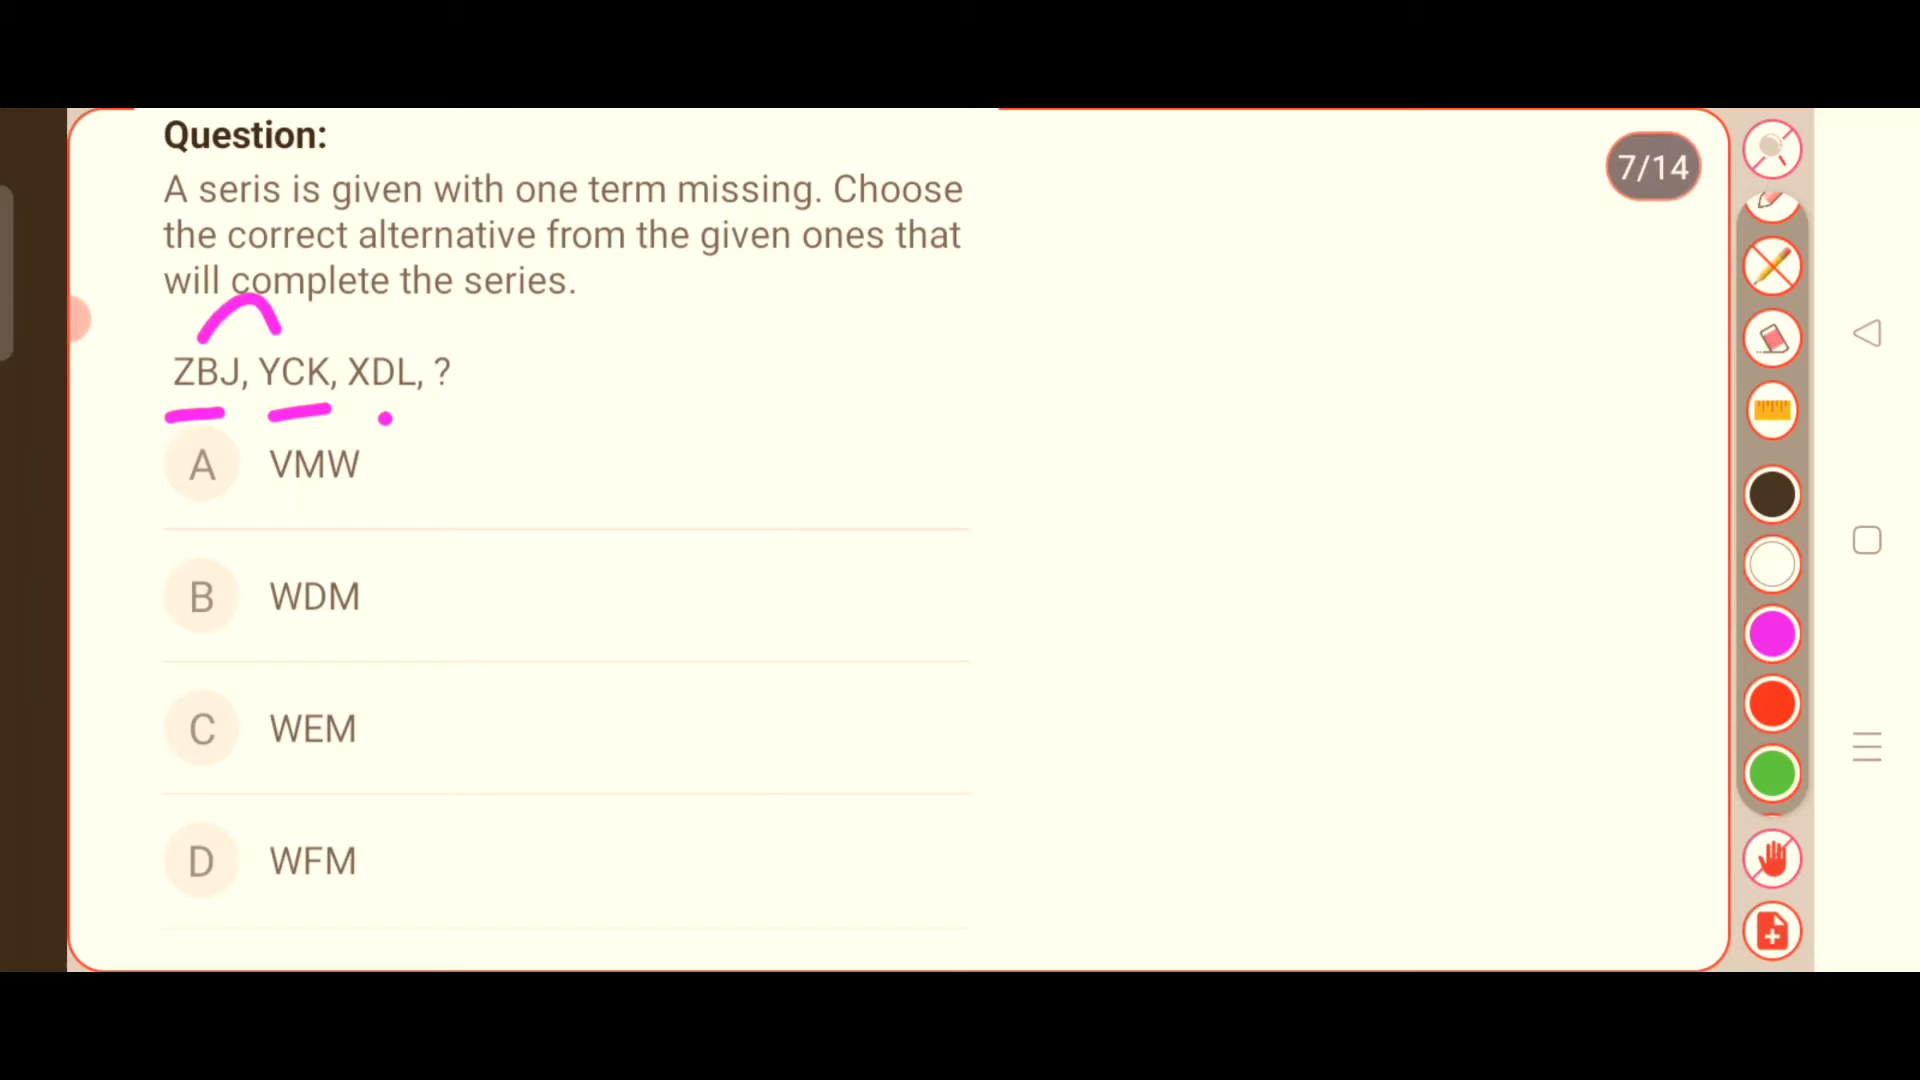 Question:
7/14
A seris is given with one term missing. Choose
the correct alternative from the given ones that
will complete the series.
ZBJ, YCK, XDL, ?
A VMW
B WDM
C WEM
D WFM